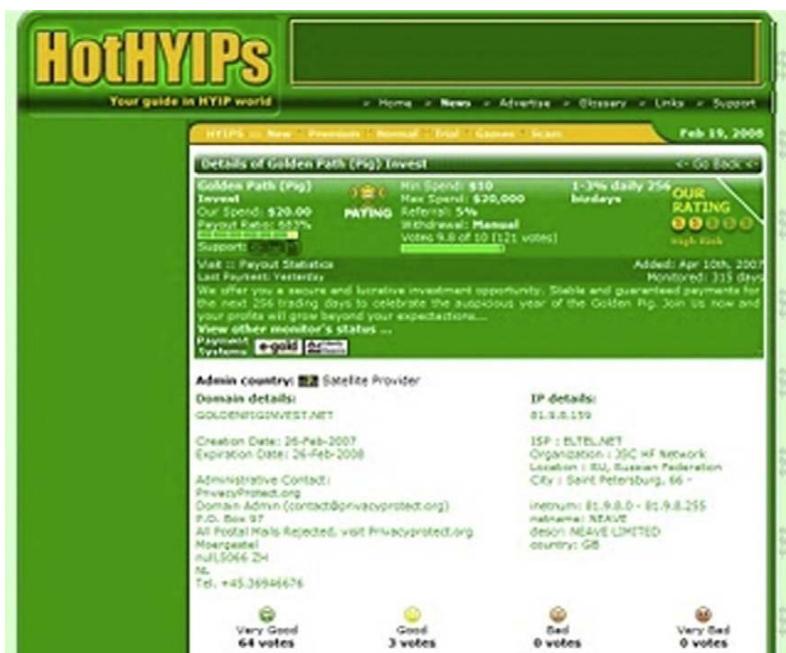 HotHYIPs
Your guide in HYIP world
Home News Advertise Glossary Links Support
HYIPS :: New * Premium * Normal * Trial * Games * Scam
Feb 19, 2008
Details of Golden Path (Pig) Invest
<- Go Back <-
Golden Path (Pig) Invest
Our Spend: $20.00
Payout Ratio: 663%
Support:
PAYING
Min Spend: $10
Max Spend: $20,000
Referral: 5%
Withdrawal: Manual
Votes 9.8 of 10 (121 votes)
1-3% daily 256 birdays
OUR RATING
High Risk
Visit :: Payout Statistics
Last Payment: Yesterday
Added: Apr 10th, 2007
Monitored: 315 days
We offer you a secure and lucrative investment opportunity. Stable and guaranteed payments for
the next 256 trading days to celebrate the auspicious year of the Golden Pig. Join Us now and
your profits will grow beyond your expectactions...
View other monitor's status ...
Payment Systems:
e-gold
Admin country: Satellite Provider
Domain details:
GOLDENPIGINVEST.NET
Creation Date: 26-Feb-2007
Expiration Date: 26-Feb-2008
Administrative Contact:
PrivacyProtect.org
Domain Admin (contact@privacyprotect.org)
P.O. Box 97
All Postal Mails Rejected, visit Privacyprotect.org
Moergestel
null,5066 ZH
NL
Tel. +45.36946676
IP details:
81.9.8.159
ISP : ELTEL.NET
Organization : JSC HF Network
Location : RU, Russian Federation
City : Saint Petersburg, 66 -
inetnum: 81.9.8.0 - 81.9.8.255
netname: NEAVE
descr: NEAVE LIMITED
country: GB
Very Good
64 votes
Good
3 votes
Bad
0 votes
Very Bad
0 votes